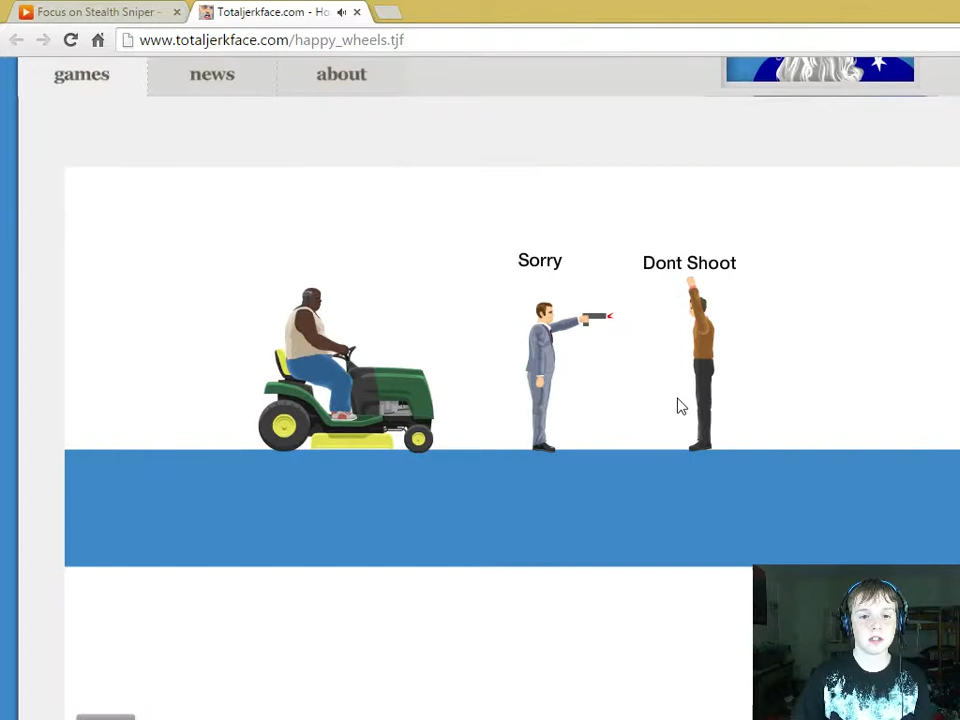 Focus on Stealth Sniper -
Totaljerkface.com - Ho
www.totaljerkface.com/happy_wheels.tjf
games
news
about
Sorry
Dont Shoot